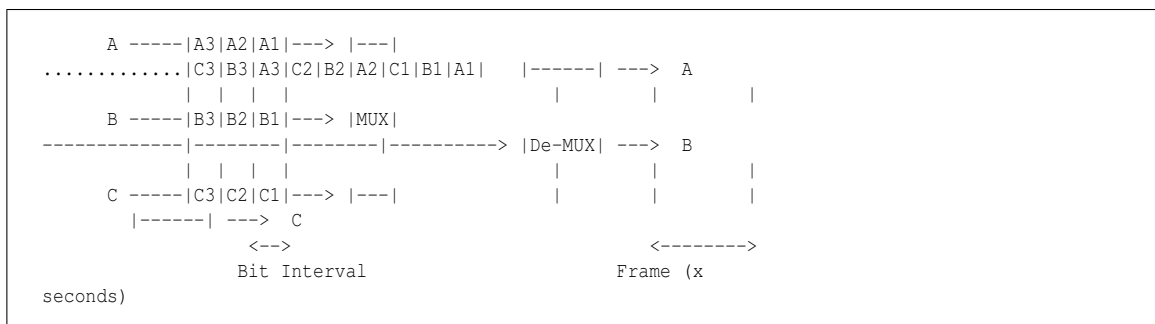 A -----|A3|A2|A1|---> |---|
.............|C3|B3|A3|C2|B2|A2|C1|B1|A1|   |------| --->  A
| | | | | | |
B -----|B3|B2|B1|---> |MUX|
-------------|--------|--------|----------> |De-MUX| --->  B
| | | | | | |
C -----|C3|C2|C1|---> |---| | | |
|------| --->  C
<--> <-------->
Bit Interval Frame (x
seconds)